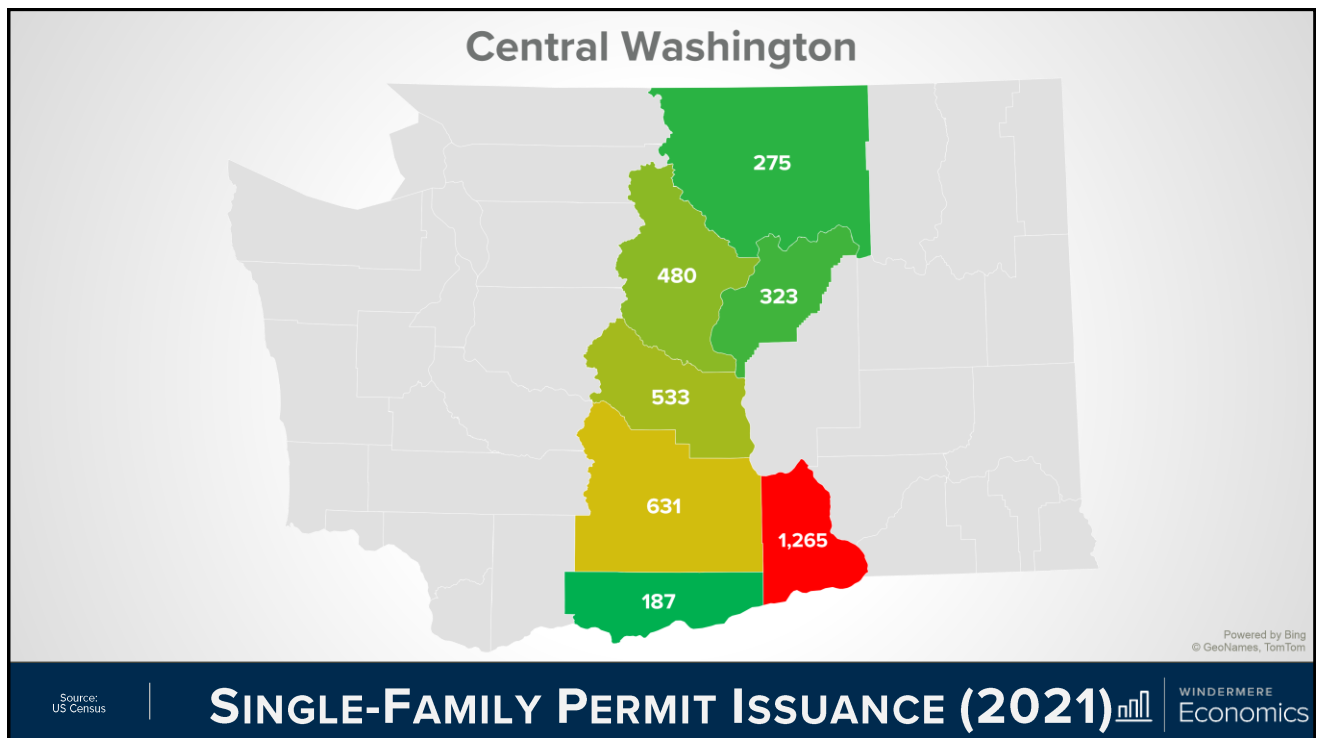 Central Washington
275
480
323
533
631
1,265
187
Powered by Bing
© GeoNames, TomTom
Source:
US Census
SINGLE-FAMILY PERMIT ISSUANCE (2021)
WINDERMERE
Economics